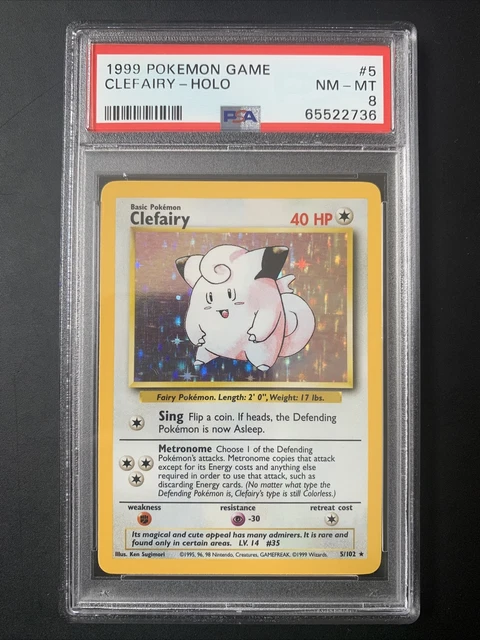 1999 POKEMON GAME #5
CLEFAIRY - HOLO NM - MT
8
PSA 65522736
Basic Pokémon
Clefairy 40 HP
Fairy Pokémon. Length: 2' 0", Weight: 17 lbs.
Sing Flip a coin. If heads, the Defending
Pokémon is now Asleep.
Metronome Choose 1 of the Defending
Pokémon's attacks. Metronome copies that attack
except for its Energy costs and anything else
required in order to use that attack, such as
discarding Energy cards. (No matter what type the
Defending Pokémon is, Clefairy's type is still Colorless.)
weakness resistance retreat cost
-30
Its magical and cute appeal has many admirers. It is rare and
found only in certain areas. LV. 14 #35
Illus. Ken Sugimori ©1995, 96, 98 Nintendo, Creatures, GAMEFREAK. ©1999 Wizards. 5/102 ★